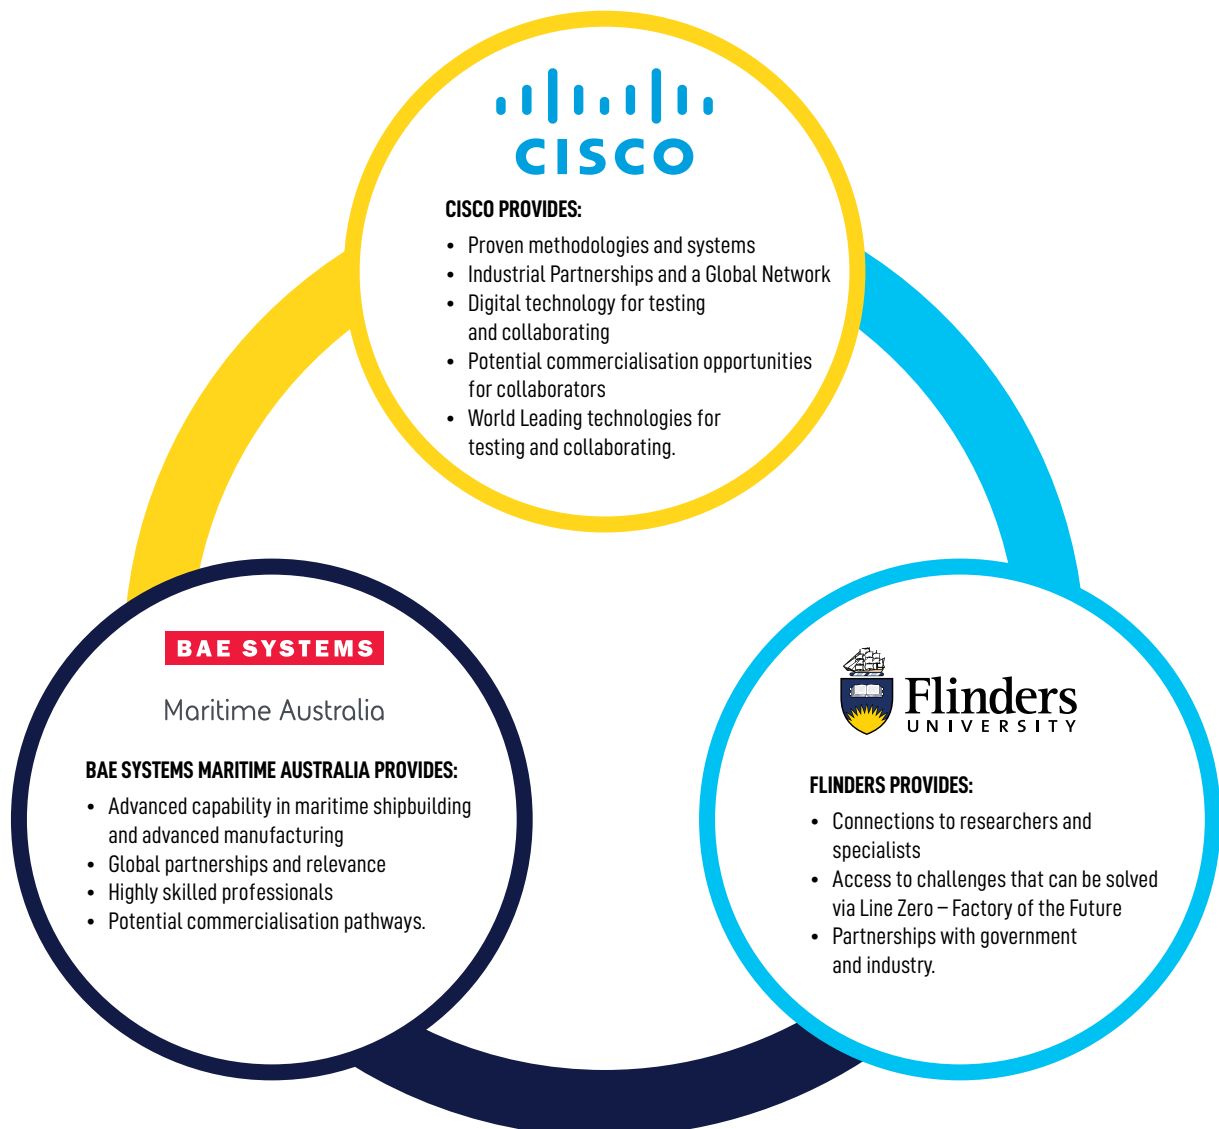 CISCO
CISCO PROVIDES:
• Proven methodologies and systems
• Industrial Partnerships and a Global Network
• Digital technology for testing
and collaborating
• Potential commercialisation opportunities
for collaborators
• World Leading technologies for
testing and collaborating.
BAE SYSTEMS
Maritime Australia
BAE SYSTEMS MARITIME AUSTRALIA PROVIDES:
• Advanced capability in maritime shipbuilding
and advanced manufacturing
• Global partnerships and relevance
• Highly skilled professionals
• Potential commercialisation pathways.
Flinders
UNIVERSITY
FLINDERS PROVIDES:
• Connections to researchers and
specialists
• Access to challenges that can be solved
via Line Zero – Factory of the Future
• Partnerships with government
and industry.